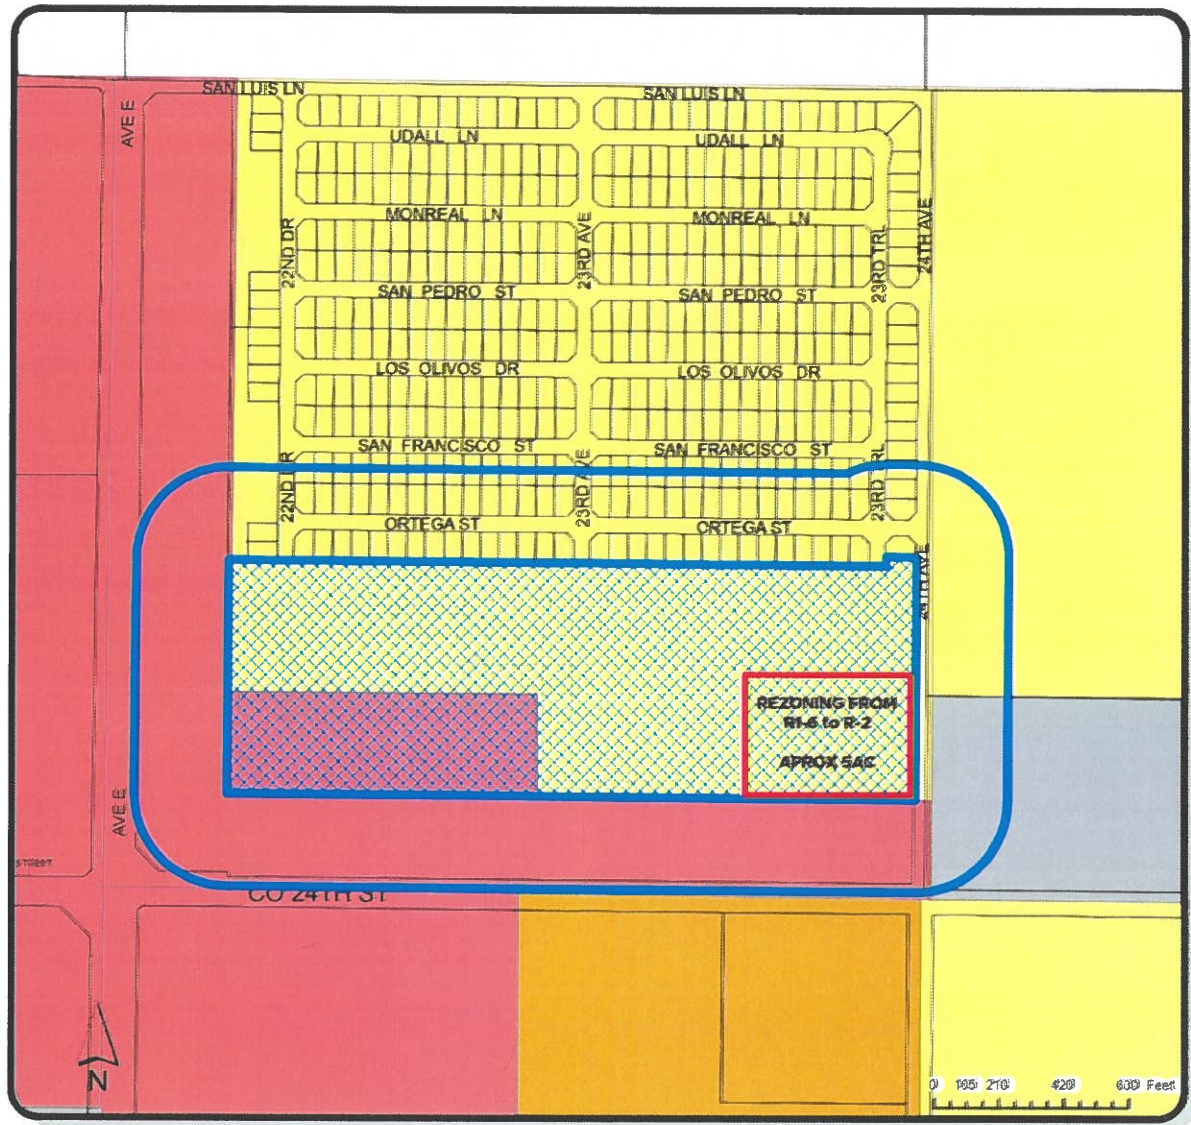 SAN LUIS LN
SAN LUIS LN
AVE E
UDALL LN
UDALL LN
MONREAL LN
MONREAL LN
22ND DR
23RD AVE
23RD TRL
24TH AVE
SAN PEDRO ST
SAN PEDRO ST
LOS OLIVOS DR
LOS OLIVOS DR
SAN FRANCISCO ST
SAN FRANCISCO ST
22ND DR
23RD AVE
23RD TRL
ORTEGA ST
ORTEGA ST
24TH AVE
REZONING FROM
R1-6 to R-2
APROX 5AC
AVE E
STREET
CO 24TH ST
N
0 105 210 420 630 Feet